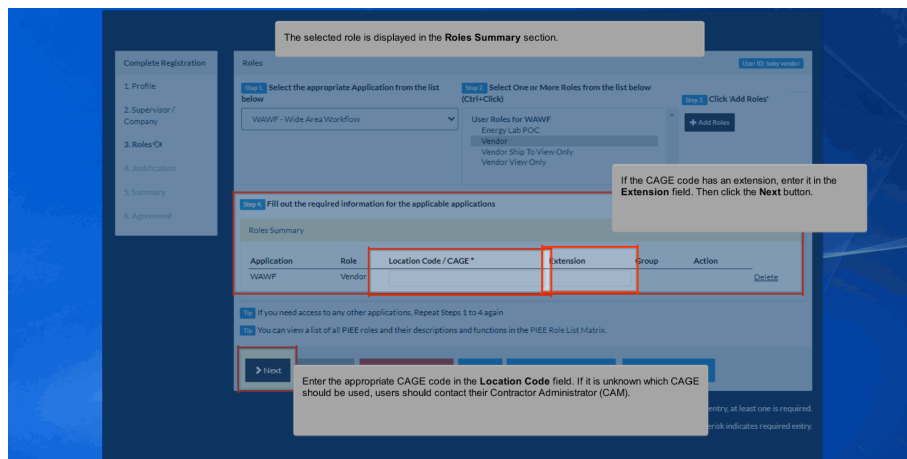 The selected role is displayed in the Roles Summary section.
Complete Registration
1. Profile
2. Supervisor /
Company
3. Roles
4. Justification
5. Summary
6. Agreement
Roles
User ID: baby vendor
Step 1. Select the appropriate Application from the list
below
WAWF - Wide Area Workflow
Step 2. Select One or More Roles from the list below
(Ctrl+Click)
User Roles for WAWF
Energy Lab POC
Vendor
Vendor Ship To View Only
Vendor View Only
Step 3. Click 'Add Roles'
Add Roles
If the CAGE code has an extension, enter it in the
Extension field. Then click the Next button.
Step 4. Fill out the required information for the applicable applications
Roles Summary
Application Role Location Code / CAGE * Extension Group Action
WAWF Vendor Delete
Tip If you need access to any other applications, Repeat Steps 1 to 4 again
Tip You can view a list of all PIEE roles and their descriptions and functions in the PIEE Role List Matrix.
Next
Enter the appropriate CAGE code in the Location Code field. If it is unknown which CAGE
should be used, users should contact their Contractor Administrator (CAM).
entry, at least one is required.
erisk indicates required entry.